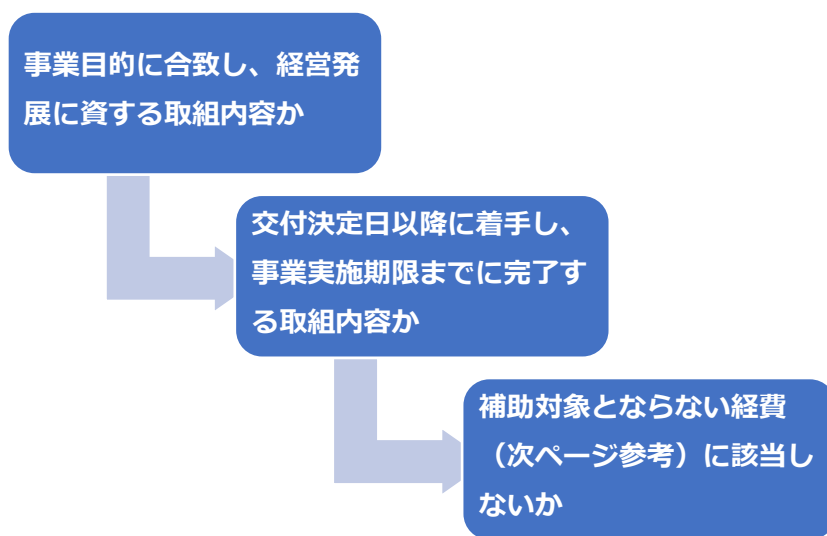 事業目的に合致し、経営発
展に資する取組内容か
交付決定日以降に着手し、
事業実施期限までに完了す
る取組内容か
補助対象とならない経費
（次ページ参考）に該当し
ないか